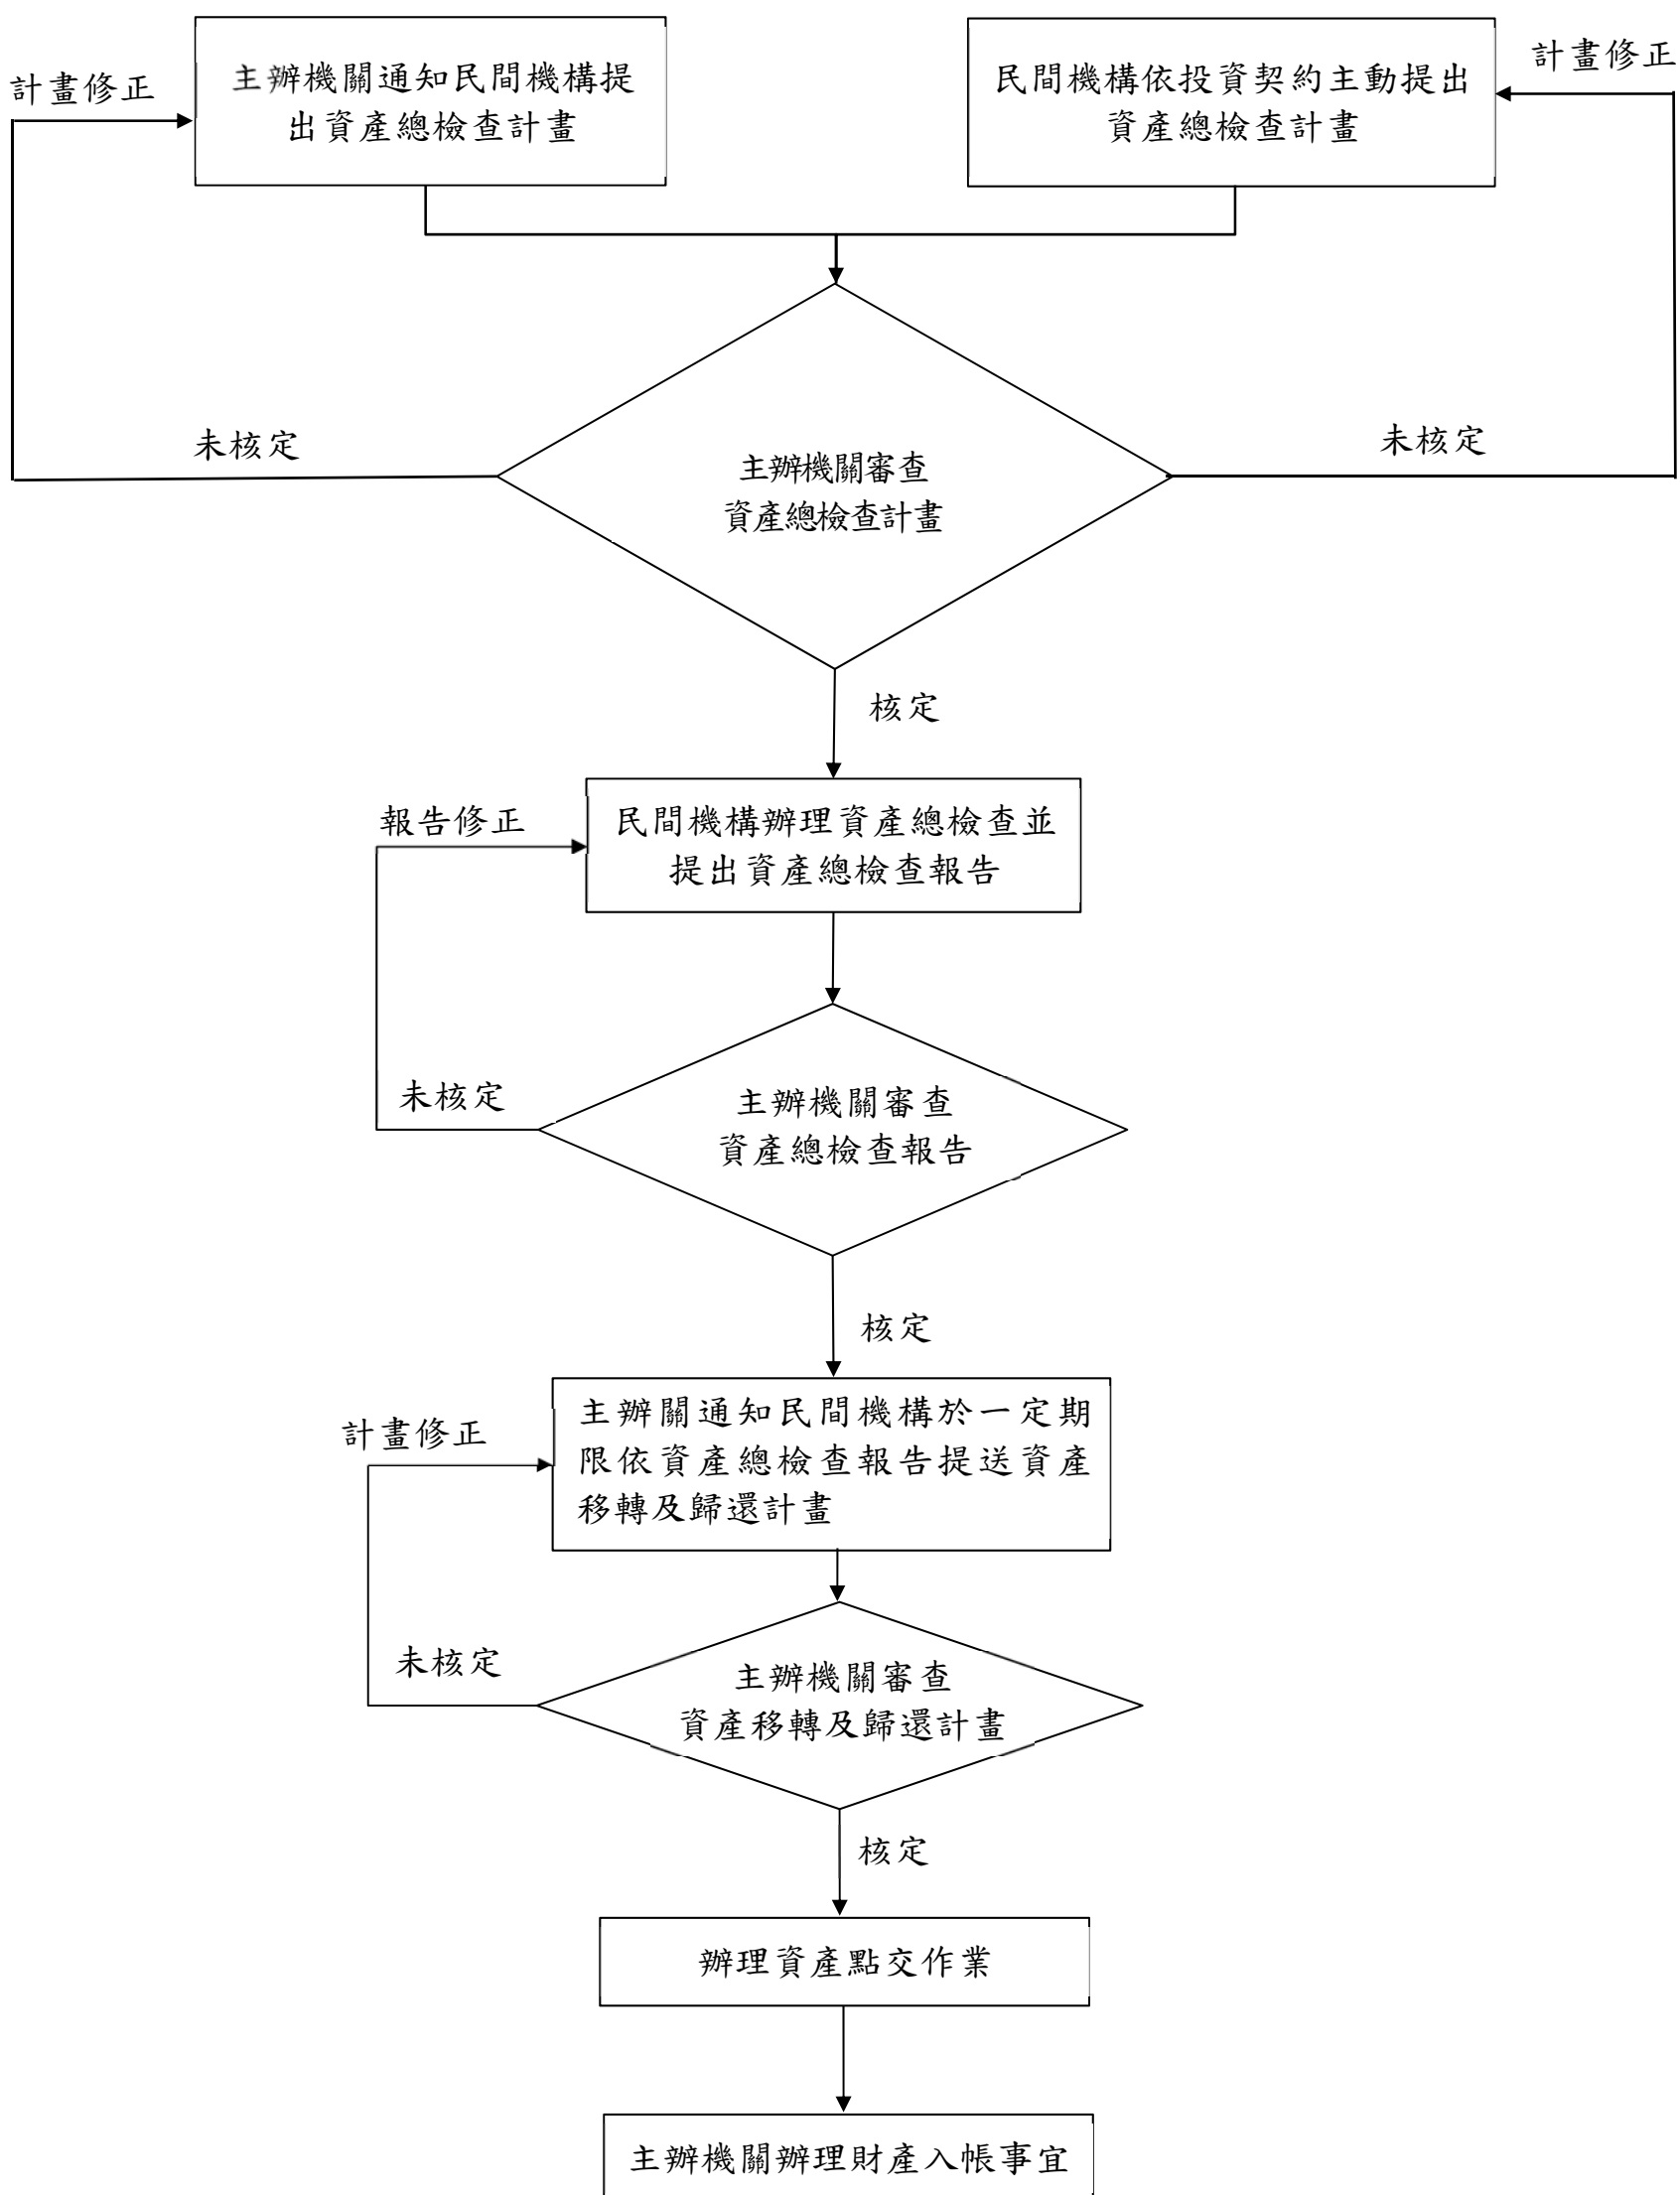 計畫修正
主辦機關通知民間機構提
出資產總檢查計畫
民間機構依投資契約主動提出
資產總檢查計畫
計畫修正
未核定
主辦機關審查
資產總檢查計畫
未核定
核定
報告修正
民間機構辦理資產總檢查並
提出資產總檢查報告
未核定
主辦機關審查
資產總檢查報告
核定
計畫修正
主辦關通知民間機構於一定期
限依資產總檢查報告提送資產
移轉及歸還計畫
未核定
主辦機關審查
資產移轉及歸還計畫
核定
辦理資產點交作業
主辦機關辦理財產入帳事宜